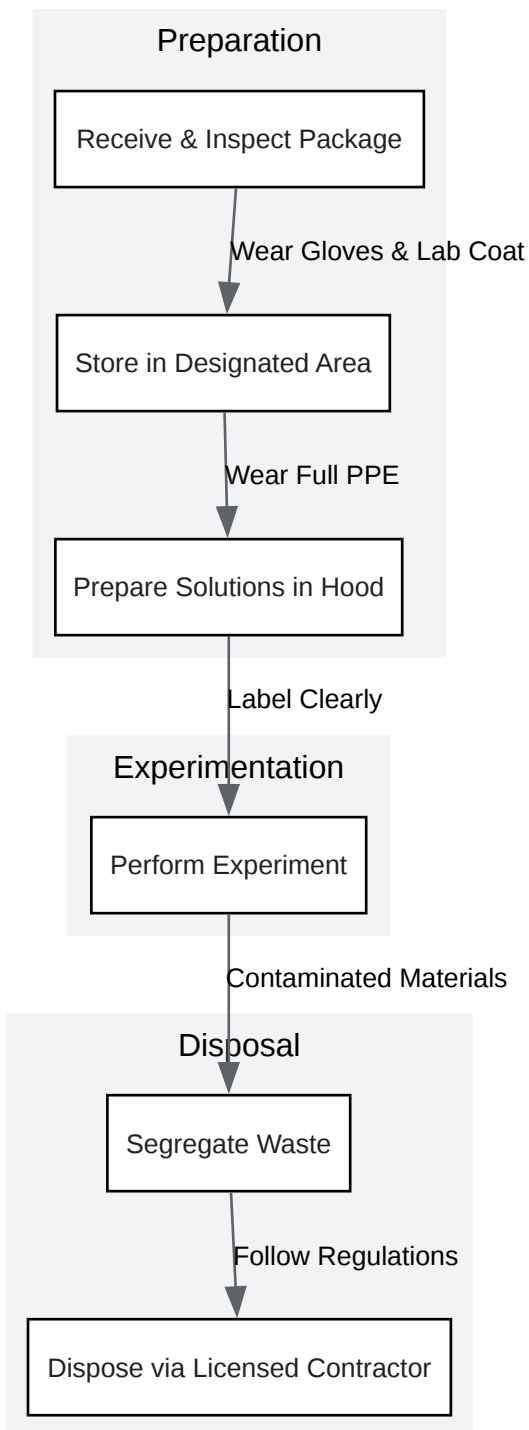 Preparation
Receive & Inspect Package
Wear Gloves & Lab Coat
Store in Designated Area
Wear Full PPE
Prepare Solutions in Hood
Label Clearly
Experimentation
Perform Experiment
Contaminated Materials
Disposal
Segregate Waste
Follow Regulations
Dispose via Licensed Contractor